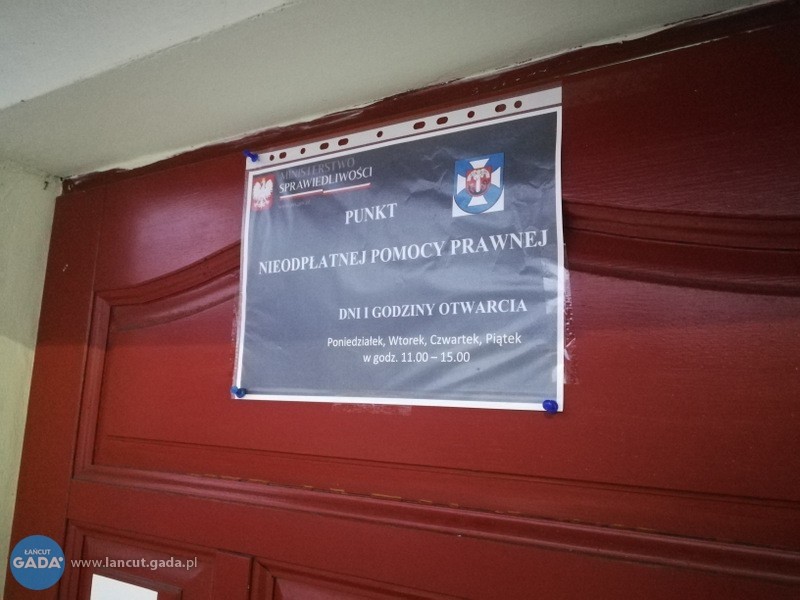 MINISTERSTWO
SPRAWIEDLIWOŚCI
PUNKT
NIEODPŁATNEJ POMOCY PRAWNEJ
DNI I GODZINY OTWARCIA
Poniedziałek, Wtorek, Czwartek, Piątek
w godz. 11.00 – 15.00
ŁAŃCUT
GADA
www.lancut.gada.pl